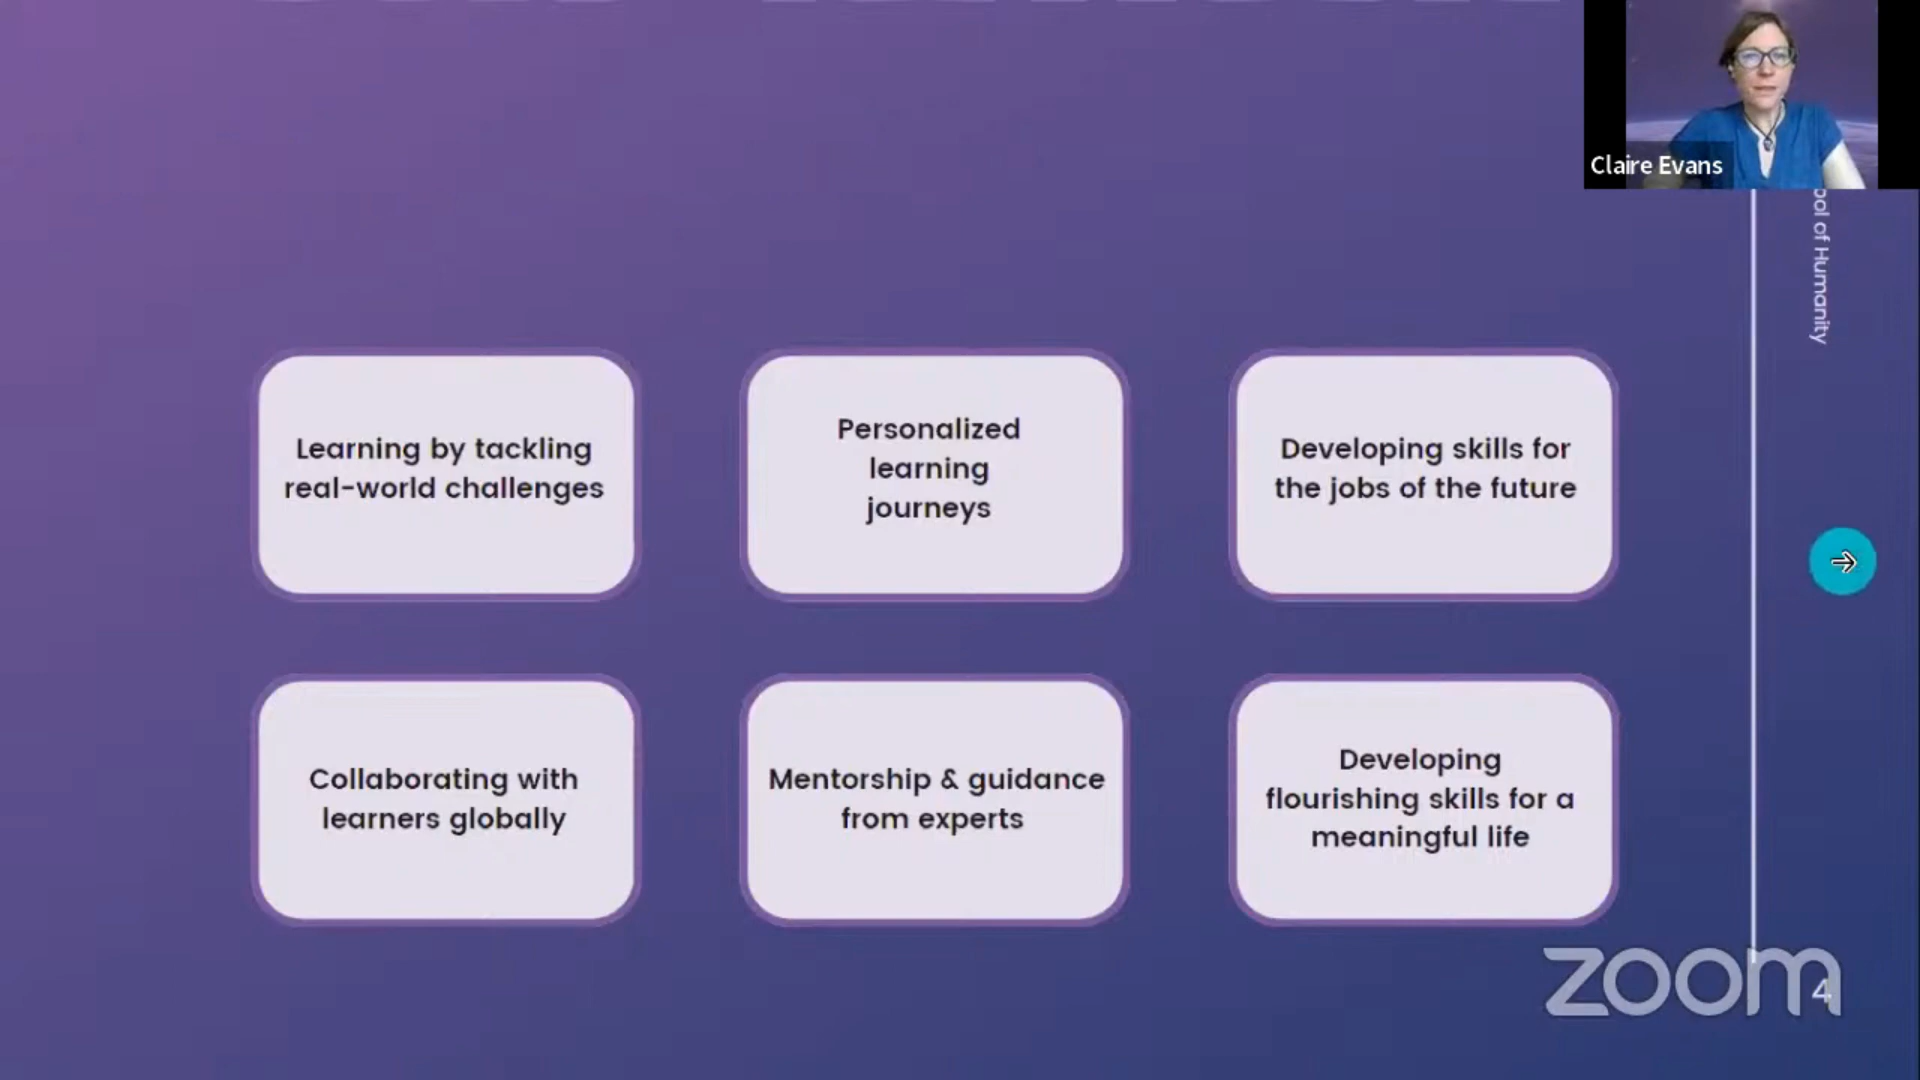 Claire Evans
ool of Humanity
Learning by tackling
real-world challenges
Personalized
learning
journeys
Developing skills for
the jobs of the future
Collaborating with
learners globally
Mentorship & guidance
from experts
Developing
flourishing skills for a
meaningful life
zoom
4